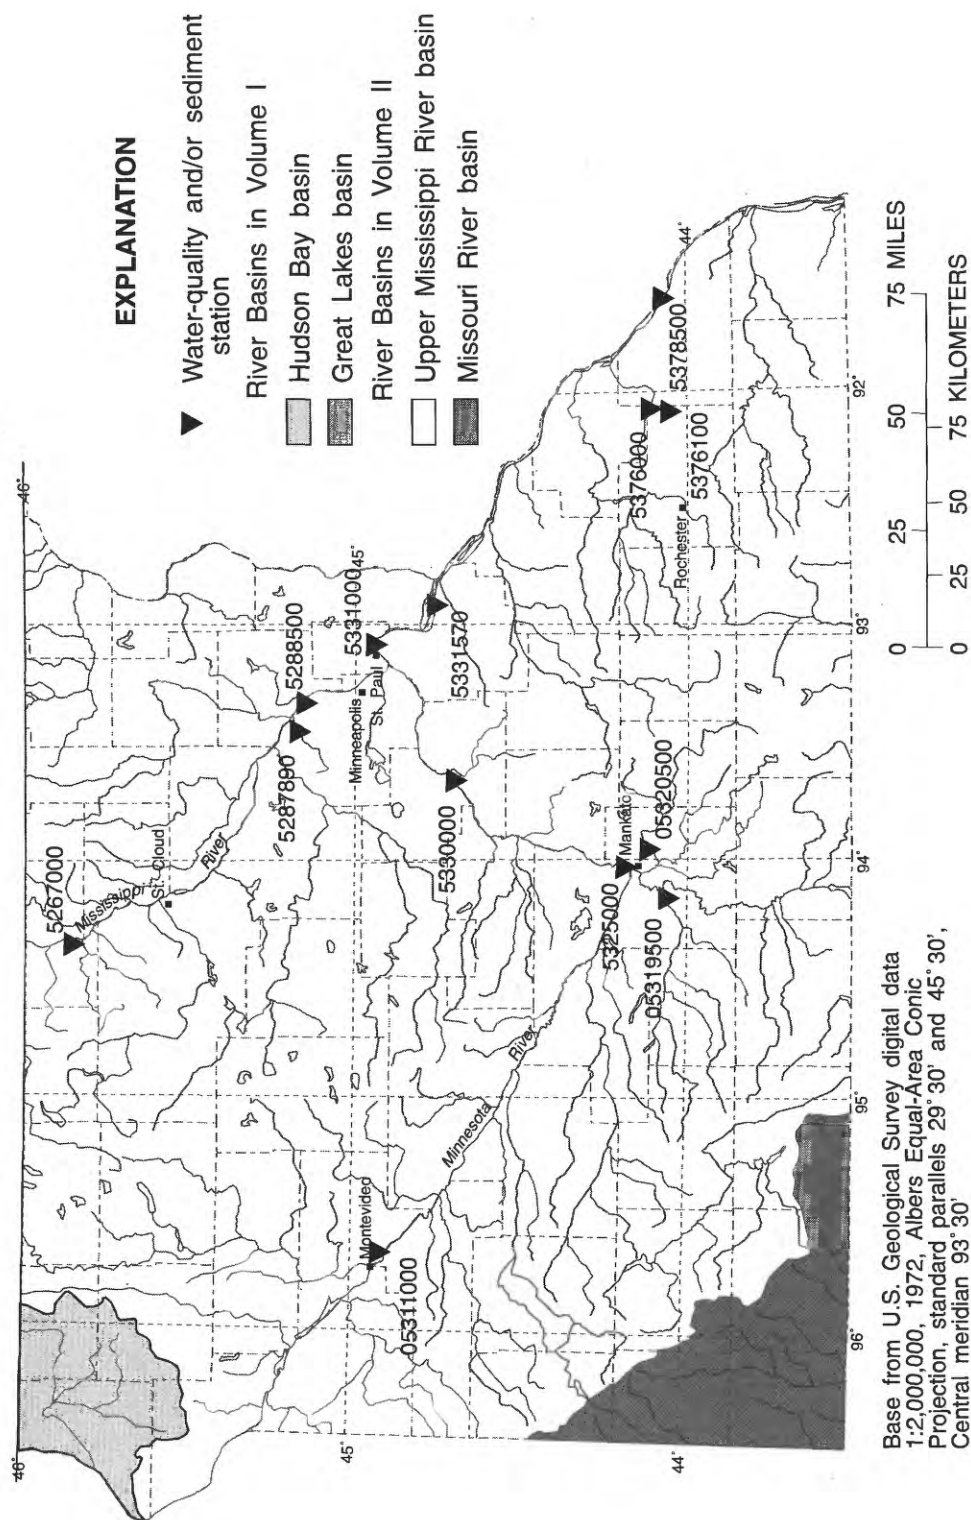 EXPLANATION
Water-quality and/or sediment
station
River Basins in Volume I
Hudson Bay basin
Great Lakes basin
River Basins in Volume II
Upper Mississippi River basin
Missouri River basin
46°
46°
5267000
Mississippi
St. Cloud
River
5288500
5287890
Minneapolis
5331000
45°
St. Paul
5331570
5330000
Montevideo
05311000
45°
Minnesota
River
5325000
Mankato
05320500
05319500
5376000
Rochester
5376100
5378500
44°
44°
96°
95°
94°
93°
92°
0 25 50 75 MILES
0 25 50 75 KILOMETERS
Base from U.S. Geological Survey digital data
1:2,000,000, 1972, Albers Equal-Area Conic
Projection, standard parallels 29°30' and 45°30',
Central meridian 93°30'